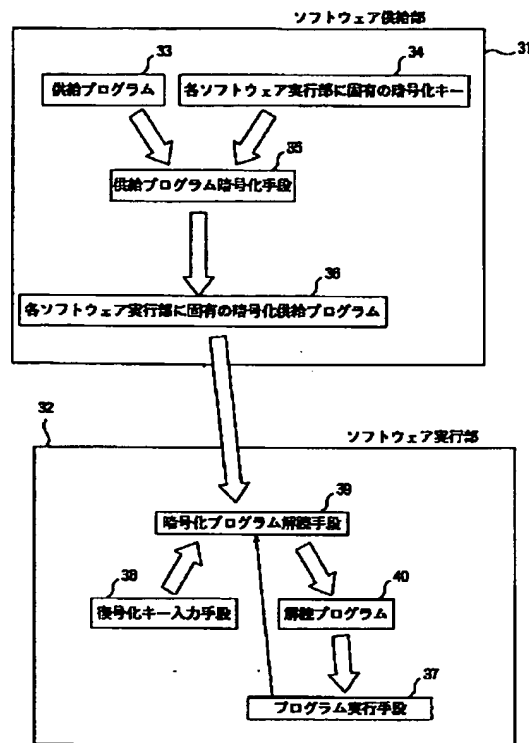 ソフトウェア供給部
31
33
34
供給プログラム
各ソフトウェア実行部に固有の暗号化キー
35
供給プログラム暗号化手段
36
各ソフトウェア実行部に固有の暗号化供給プログラム
32
ソフトウェア実行部
39
暗号化プログラム解読手段
38
40
復号化キー入力手段
解読プログラム
37
プログラム実行手段